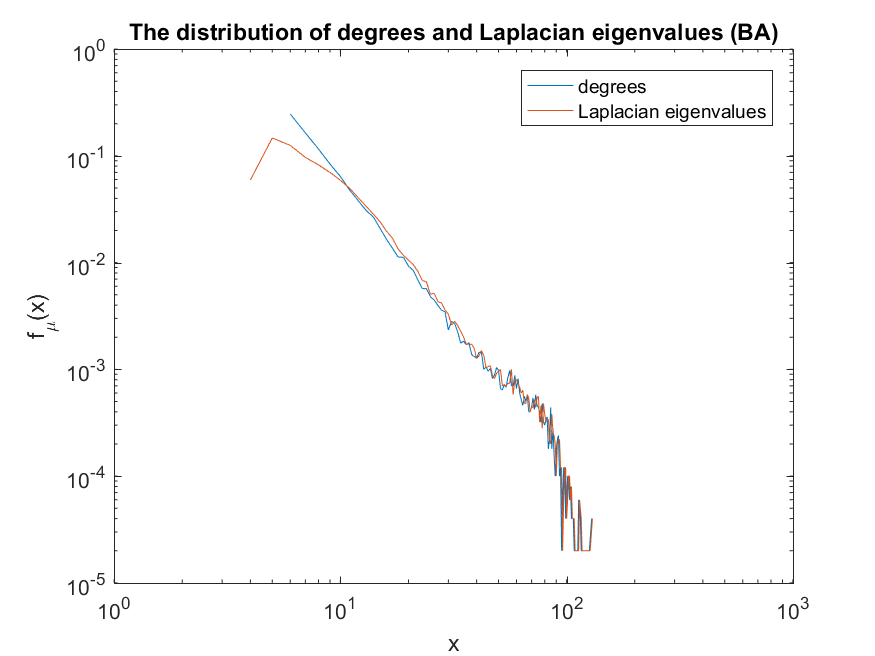 The distribution of degrees and Laplacian eigenvalues (BA)
degrees
Laplacian eigenvalues
10^0
10^-1
10^-2
10^-3
10^-4
10^-5
f_μ(x)
10^0 10^1 10^2 10^3
x